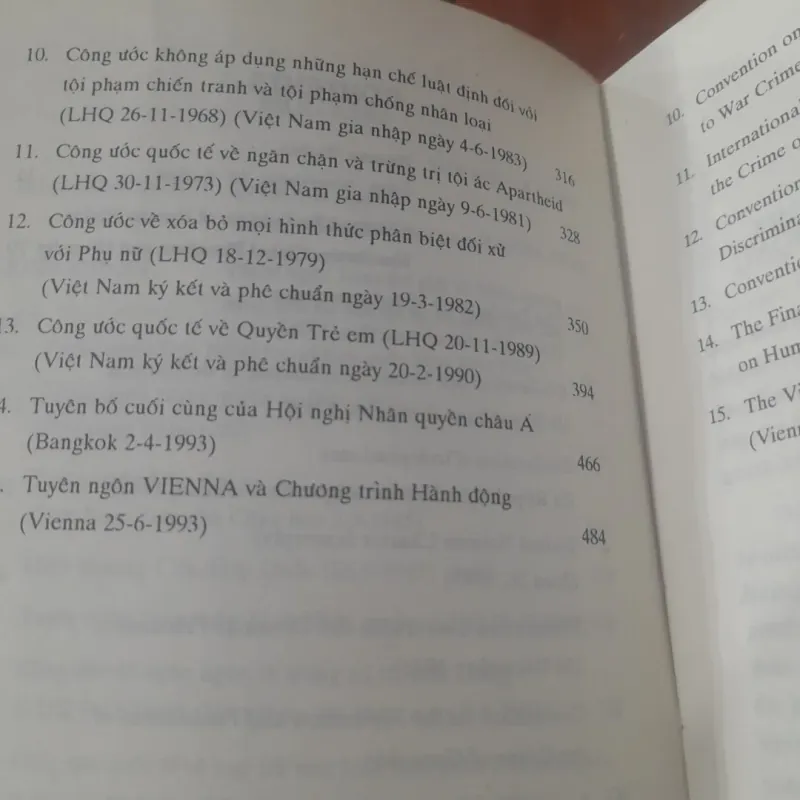 10. Công ước không áp dụng những hạn chế luật định đối với
tội phạm chiến tranh và tội phạm chống nhân loại
(LHQ 26-11-1968) (Việt Nam gia nhập ngày 4-6-1983) 316
11. Công ước quốc tế về ngăn chận và trừng trị tội ác Apartheid
(LHQ 30-11-1973) (Việt Nam gia nhập ngày 9-6-1981) 328
12. Công ước về xóa bỏ mọi hình thức phân biệt đối xử
với Phụ nữ (LHQ 18-12-1979)
(Việt Nam ký kết và phê chuẩn ngày 19-3-1982) 350
13. Công ước quốc tế về Quyền Trẻ em (LHQ 20-11-1989)
(Việt Nam ký kết và phê chuẩn ngày 20-2-1990) 394
4. Tuyên bố cuối cùng của Hội nghị Nhân quyền châu Á
(Bangkok 2-4-1993) 466
. Tuyên ngôn VIENNA và Chương trình Hành động
(Vienna 25-6-1993) 484
10. Convention on
to War Crime
11. International
the Crime o
12. Convention
Discrimina
13. Conventi
14. The Fina
on Hum
15. The Vi
(Vien